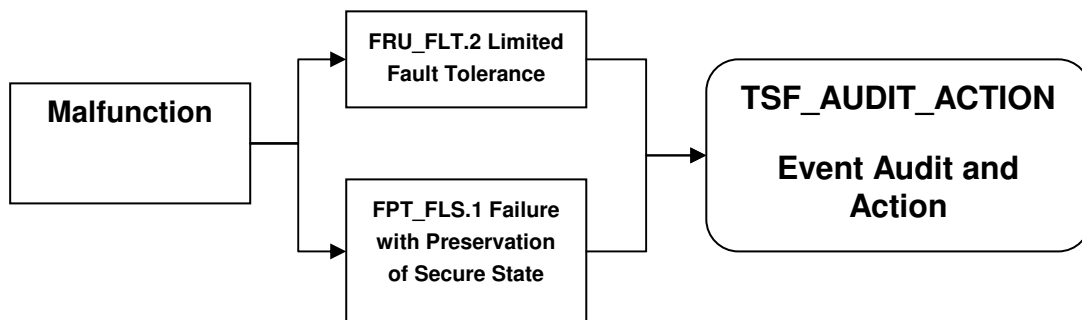 Malfunction
FRU_FLT.2 Limited
Fault Tolerance
FPT_FLS.1 Failure
with Preservation
of Secure State
TSF_AUDIT_ACTION
Event Audit and
Action